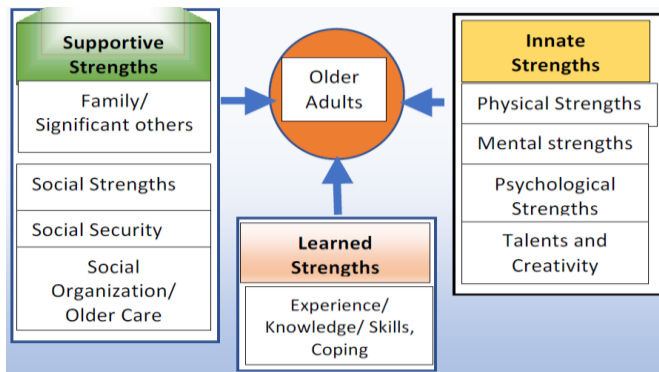 Supportive
Strengths
Family/
Significant others
Social Strengths
Social Security
Social
Organization/
Older Care
Older
Adults
Learned
Strengths
Experience/
Knowledge/ Skills,
Coping
Innate
Strengths
Physical Strengths
Mental strengths
Psychological
Strengths
Talents and
Creativity